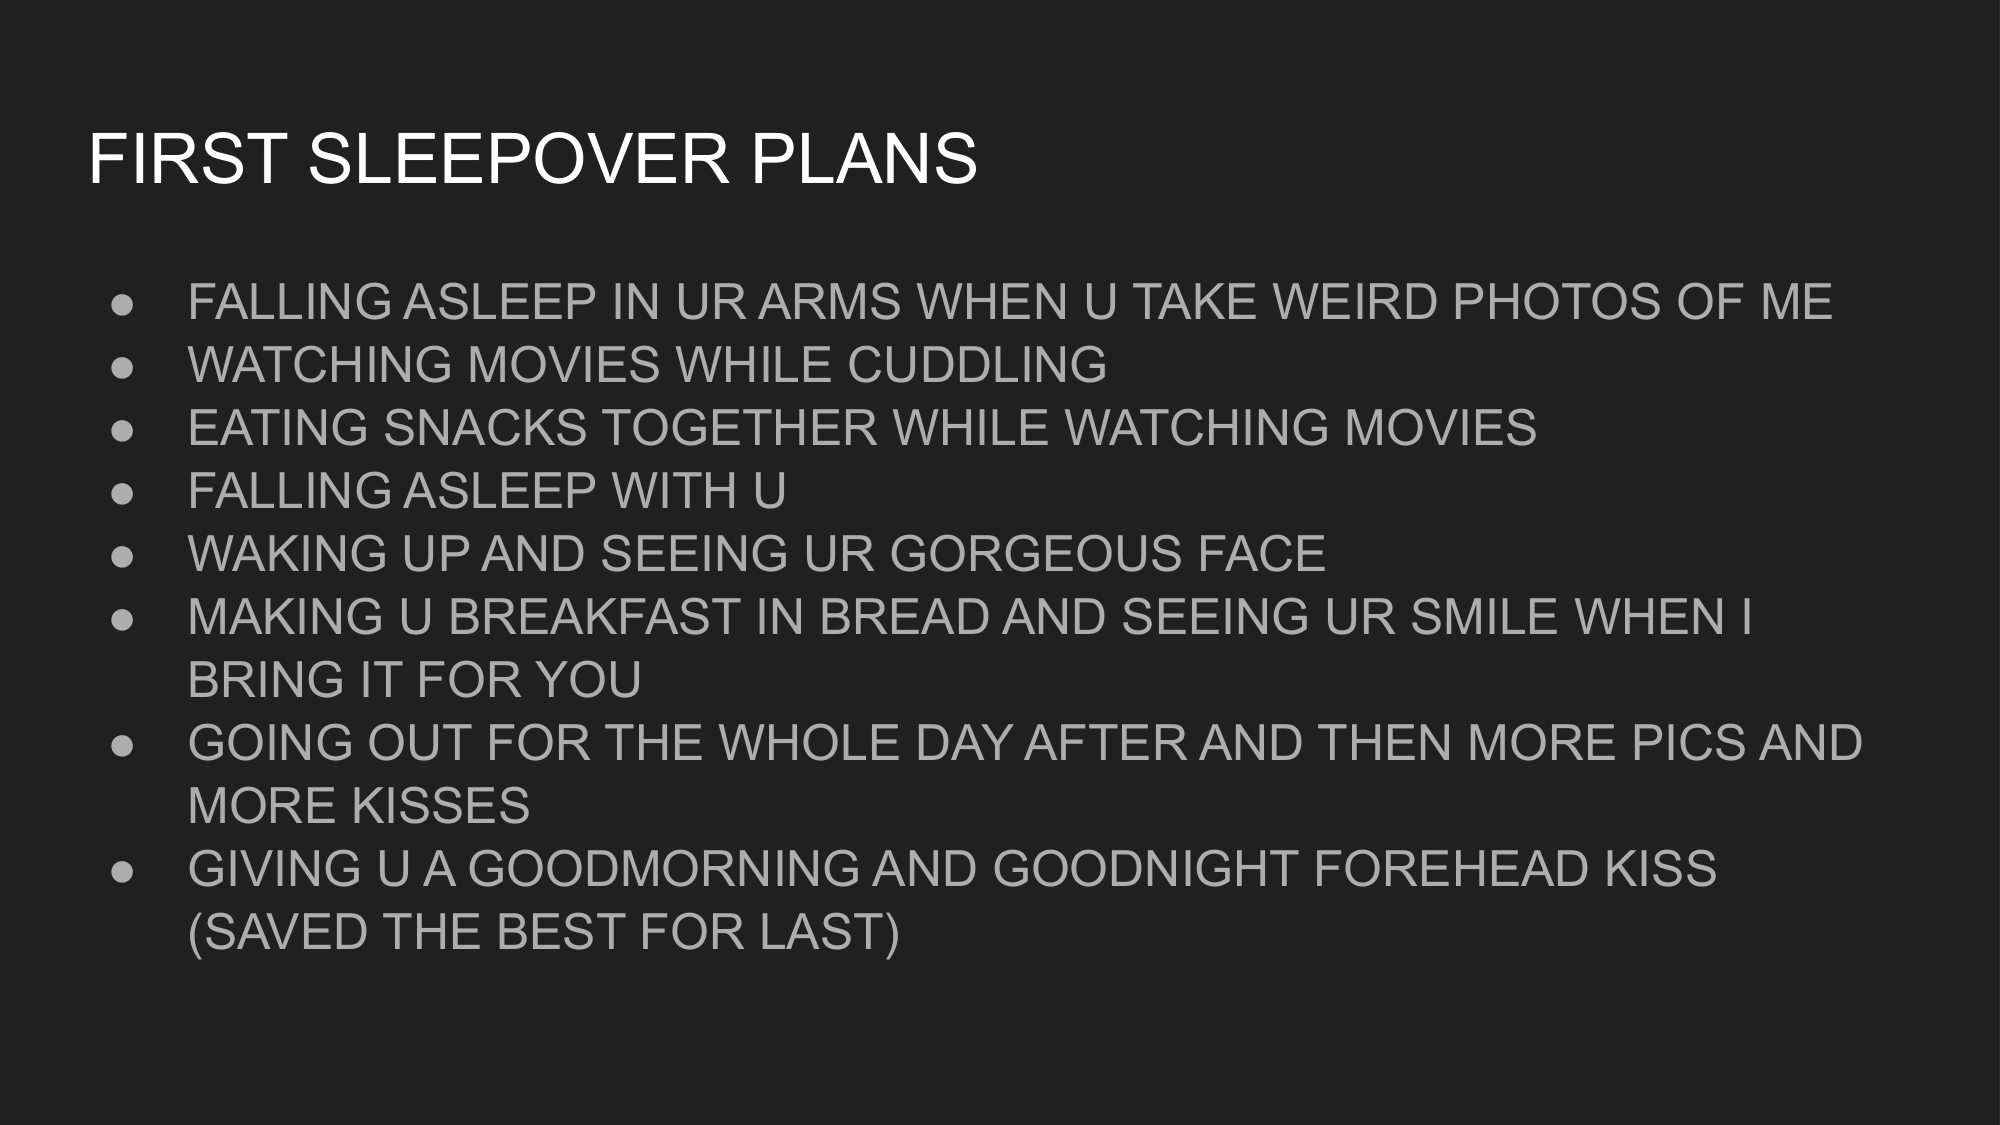 FIRST SLEEPOVER PLANS
● FALLING ASLEEP IN UR ARMS WHEN U TAKE WEIRD PHOTOS OF ME
● WATCHING MOVIES WHILE CUDDLING
● EATING SNACKS TOGETHER WHILE WATCHING MOVIES
● FALLING ASLEEP WITH U
● WAKING UP AND SEEING UR GORGEOUS FACE
● MAKING U BREAKFAST IN BREAD AND SEEING UR SMILE WHEN I
BRING IT FOR YOU
● GOING OUT FOR THE WHOLE DAY AFTER AND THEN MORE PICS AND
MORE KISSES
● GIVING U A GOODMORNING AND GOODNIGHT FOREHEAD KISS
(SAVED THE BEST FOR LAST)